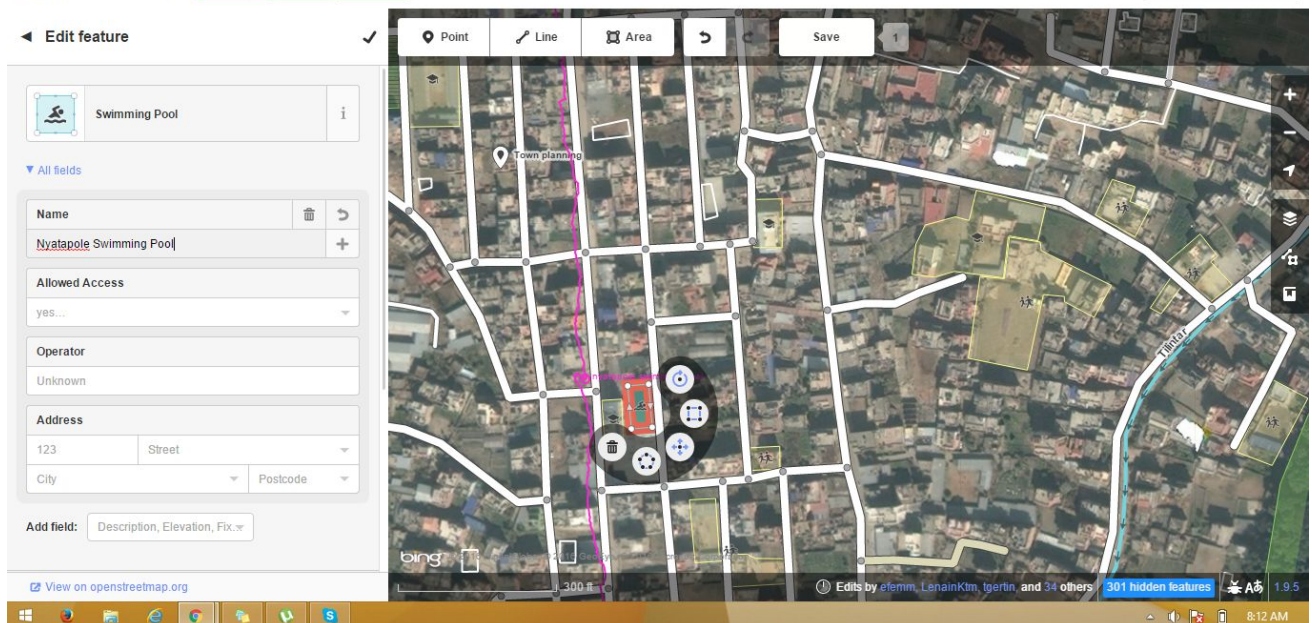 Edit feature
Point
Line
Area
Save
1
Swimming Pool
i
All fields
Name
Nyatapole Swimming Pool
Allowed Access
yes...
Operator
Unknown
Address
123
Street
City
Postcode
Add field:
Description, Elevation, Fix...
View on openstreetmap.org
Town planning
Tilintar
bing
300 ft
Edits by efemm, LenainKtm, tgertin, and 34 others
301 hidden features
1.9.5
8:12 AM